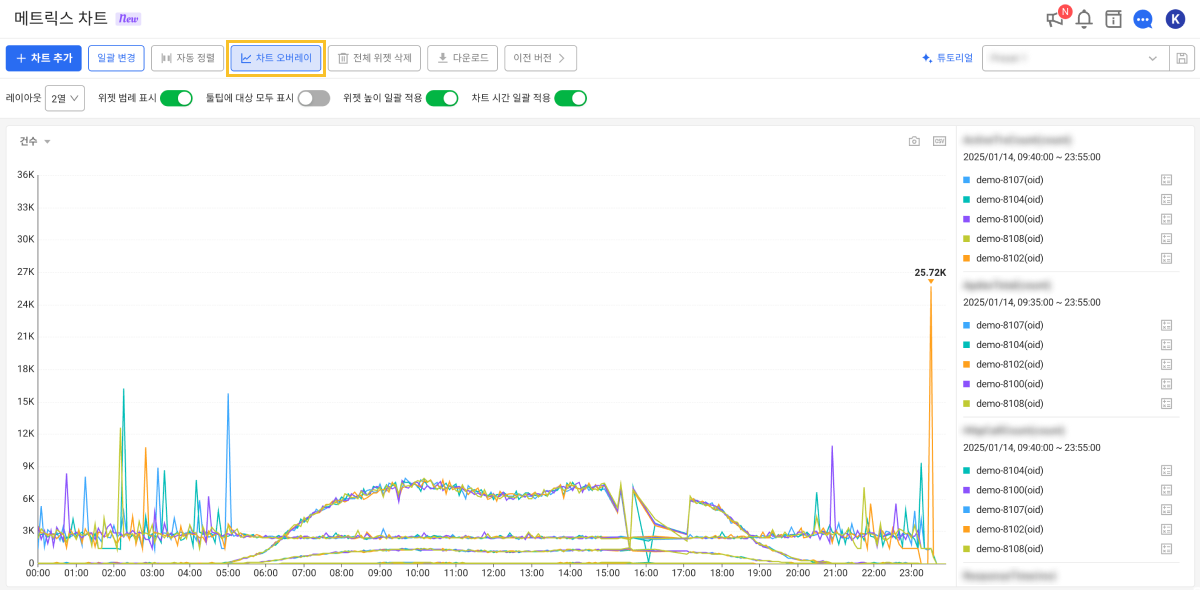 메트릭스 차트 New
N
K
차트 추가 일괄 변경 자동 정렬 차트 오버레이 전체 위젯 삭제 다운로드 이전 버전 튜토리얼
레이아웃 2열 위젯 범례 표시 툴팁에 대상 모두 표시 위젯 높이 일괄 적용 차트 시간 일괄 적용
건수
CSV
36K
33K
30K
27K
24K
21K
18K
15K
12K
9K
6K
3K
0
25.72K
00:00 01:00 02:00 03:00 04:00 05:00 06:00 07:00 08:00 09:00 10:00 11:00 12:00 13:00 14:00 15:00 16:00 17:00 18:00 19:00 20:00 21:00 22:00 23:00
2025/01/14, 09:40:00 ~ 23:55:00
demo-8107(oid)
demo-8104(oid)
demo-8100(oid)
demo-8108(oid)
demo-8102(oid)
2025/01/14, 09:35:00 ~ 23:55:00
demo-8107(oid)
demo-8104(oid)
demo-8102(oid)
demo-8100(oid)
demo-8108(oid)
2025/01/14, 09:40:00 ~ 23:55:00
demo-8104(oid)
demo-8100(oid)
demo-8107(oid)
demo-8102(oid)
demo-8108(oid)